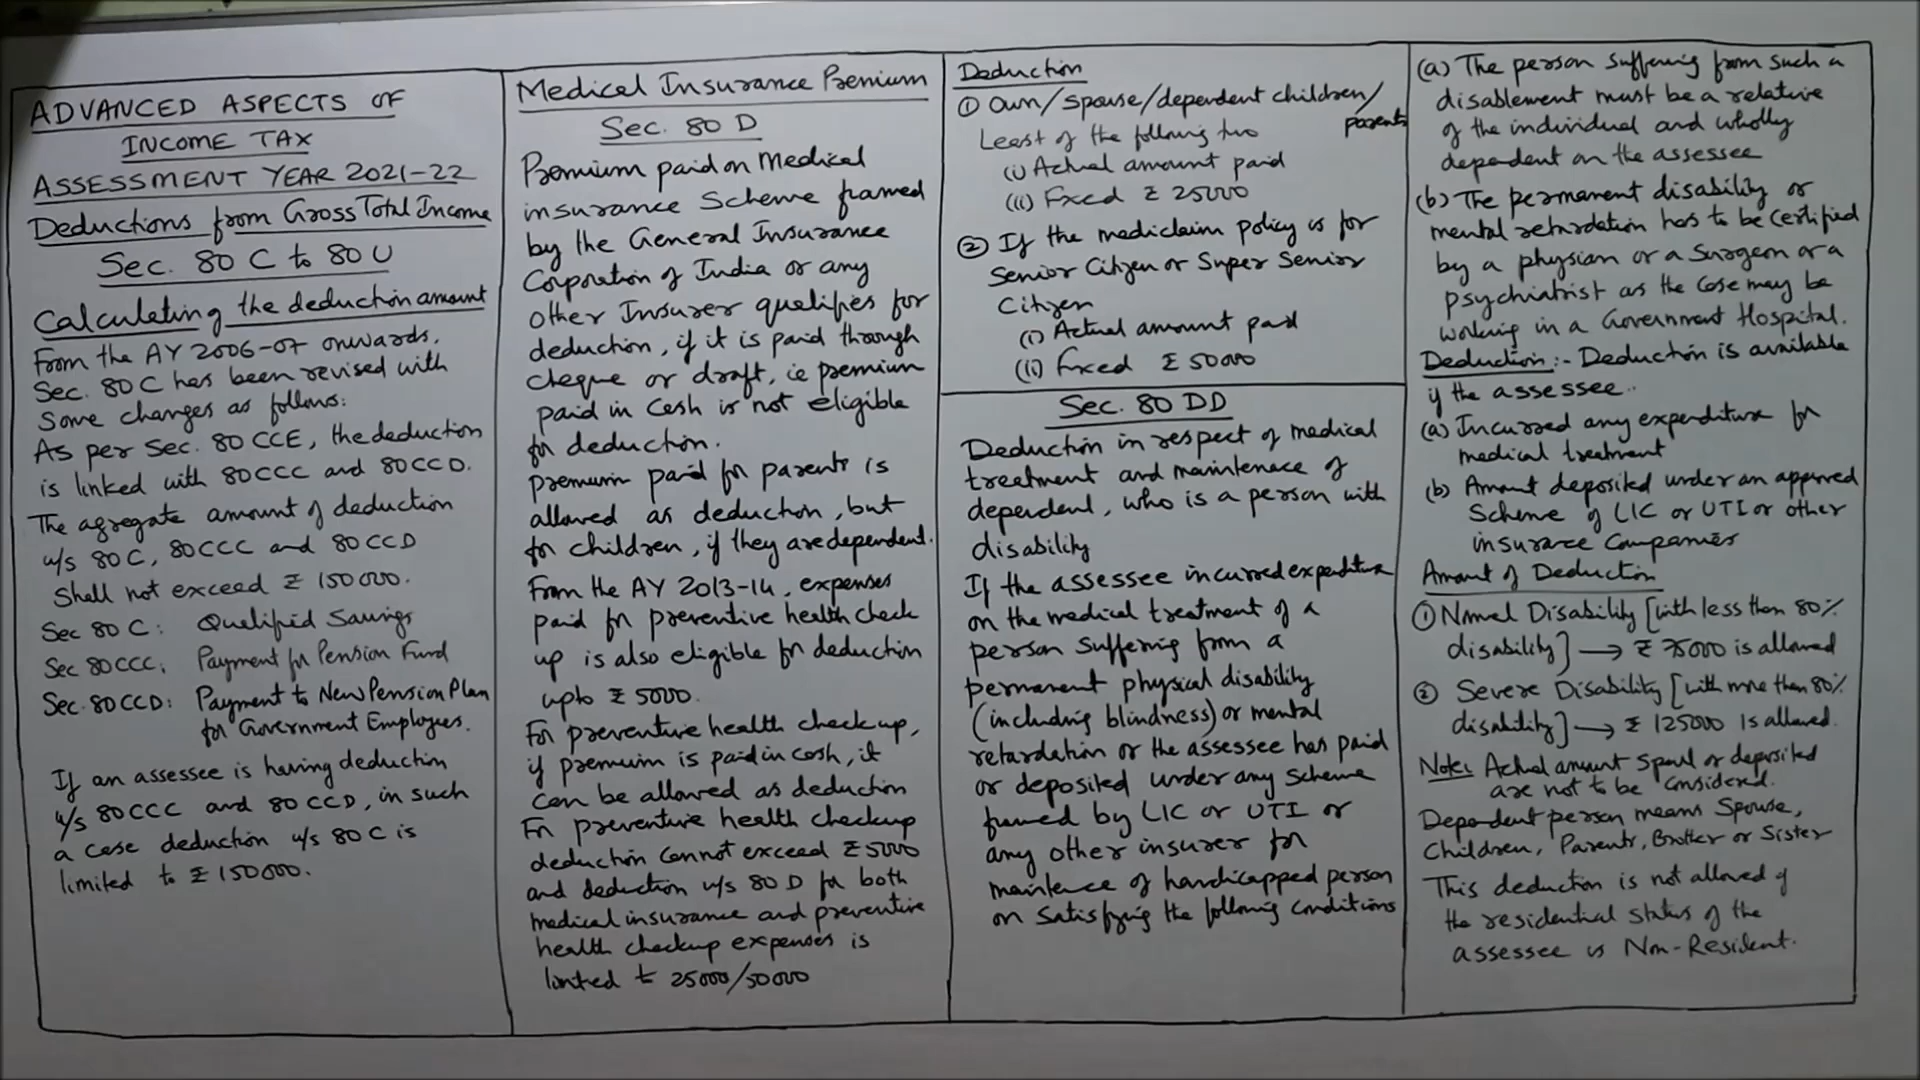 ADVANCED ASPECTS OF
INCOME TAX
ASSESSMENT YEAR 2021-22
Deductions from Gross Total Income
Sec. 80 C to 80 U
Calculating the deduction amount
From the AY 2006-07 onwards,
Sec. 80 C has been revised with
Some changes as follows:
As per Sec. 80 CCE, the deduction
is linked with 80 CCC and 80 CCD.
The agregate amount of deduction
u/s 80 C, 80 CCC and 80 CCD
Shall not exceed ₹ 150000.
Sec 80 C: Qualified Savings
Sec 80 CCC: Payment for Pension Fund
Sec. 80 CCD: Payment to New Pension Plan
for Government Employees.
If an assessee is having deduction
u/s 80 CCC and 80 CCD, in such
a case deduction u/s 80 C is
limited to ₹ 150000.
Medical Insurance Premium
Sec. 80 D
Premium paid on Medical
insurance Scheme framed
by the General Insurance
Corporation of India or any
other Insurer qualifies for
deduction, if it is paid through
cheque or draft, ie premium
paid in Cash is not eligible
for deduction.
premium paid for parents is
allowed as deduction, but
for children, if they are dependent.
From the AY 2013-14, expenses
paid for preventive health check
up is also eligible for deduction
upto ₹ 5000.
For preventive health checkup,
if premium is paid in Cash, it
can be allowed as deduction
For preventive health checkup
deduction Cannot exceed ₹ 5000
and deduction u/s 80 D for both
medical insurance and preventive
health checkup expenses is
limited to 25000/50000
Deduction
① Own/spouse/dependent children/
parents
Least of the following two
(i) Actual amount paid
(ii) Fixed ₹ 25000
② If the mediclaim policy is for
Senior Citizen or Super Senior
Citizen
(i) Actual amount paid
(ii) Fixed ₹ 50000
Sec. 80 DD
Deduction in respect of medical
treatment and maintenace of
dependent, who is a person with
disability
If the assessee incurred expenditure
on the medical treatment of a
person suffering from a
permanent physical disability
(including blindness) or mental
retardation or the assessee has paid
or deposited under any scheme
framed by LIC or UTI or
any other insurer for
maintence of handicapped person
on Satisfying the following conditions
(a) The person suffering from such a
disablement must be a relative
of the individual and wholly
dependent on the assessee
(b) The permanent disability or
mental retardation has to be certified
by a physian or a Surgeon or a
psychiatrist as the Case may be
working in a Government Hospital.
Deduction:- Deduction is available
if the assessee..
(a) Incurred any expenditure for
medical treatment
(b) Amount deposited under an approved
Scheme of LIC or UTI or other
insurance Companies
Amount of Deduction
① Normal Disability [with less than 80%
disability] → ₹ 75000 is allowed
② Severe Disability [with more than 80%
disability] → ₹ 125000 is allowed.
Note: Actual amount Spent or deposited
are not to be Considered.
Dependent person means Spouse,
Children, Parents, Brother or Sister
This deduction is not allowed if
the residential status of the
assessee is Non-Resident.